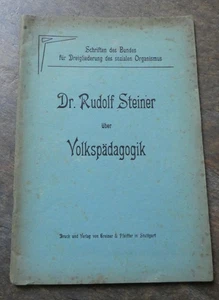 Schriften des Bundes
für Dreigliederung des sozialen Organismus
Dr. Rudolf Steiner
über
Volkspädagogik
Druck und Verlag von Greiner & Pfeiffer in Stuttgart